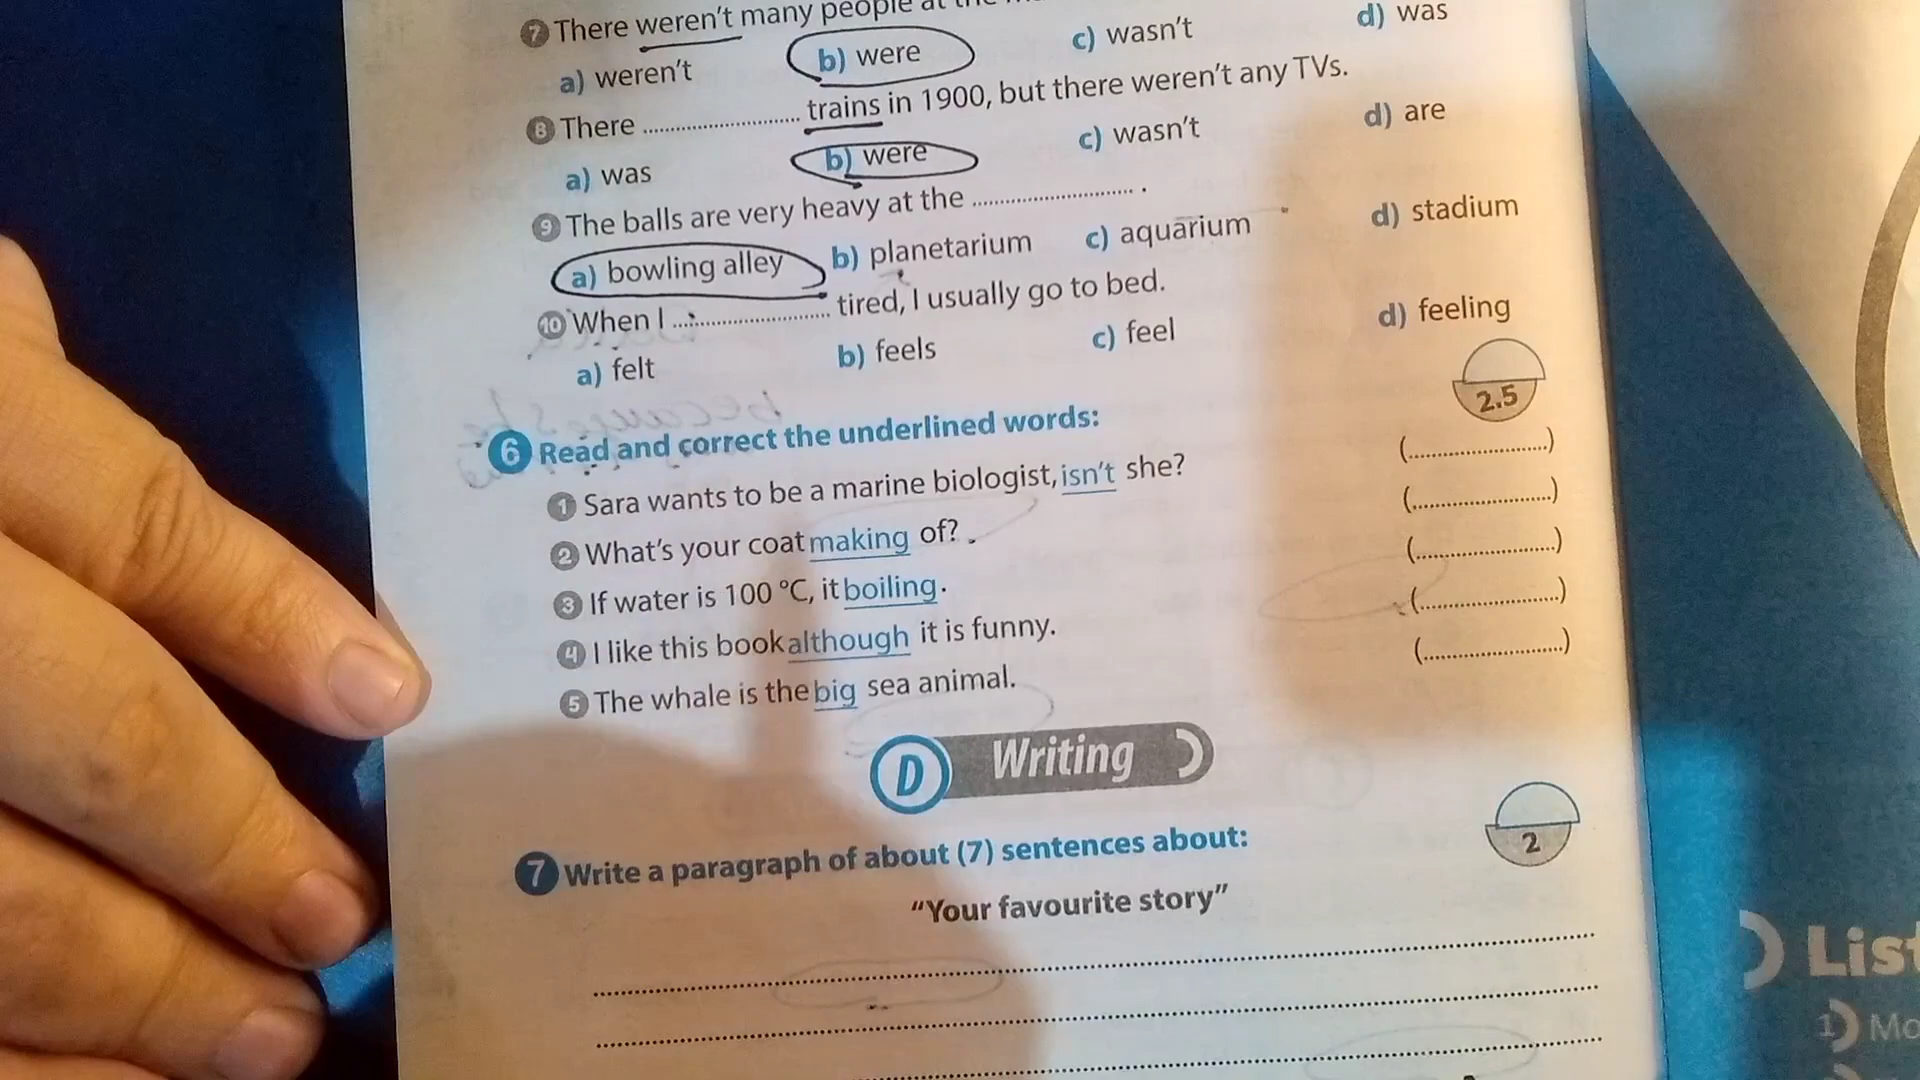 7 There weren't many people at the
a) weren't b) were c) wasn't d) was
8 There .......................... trains in 1900, but there weren't any TVs.
a) was b) were c) wasn't d) are
9 The balls are very heavy at the .......................... .
a) bowling alley b) planetarium c) aquarium d) stadium
10 When I .......................... tired, I usually go to bed.
a) felt b) feels c) feel d) feeling
2.5
6 Read and correct the underlined words:
1 Sara wants to be a marine biologist, isn't she? (..........................)
2 What's your coat making of? (..........................)
3 If water is 100 °C, it boiling. (..........................)
4 I like this book although it is funny. (..........................)
5 The whale is the big sea animal. (..........................)
D Writing
2
7 Write a paragraph of about (7) sentences about:
"Your favourite story"
List
1 Mo